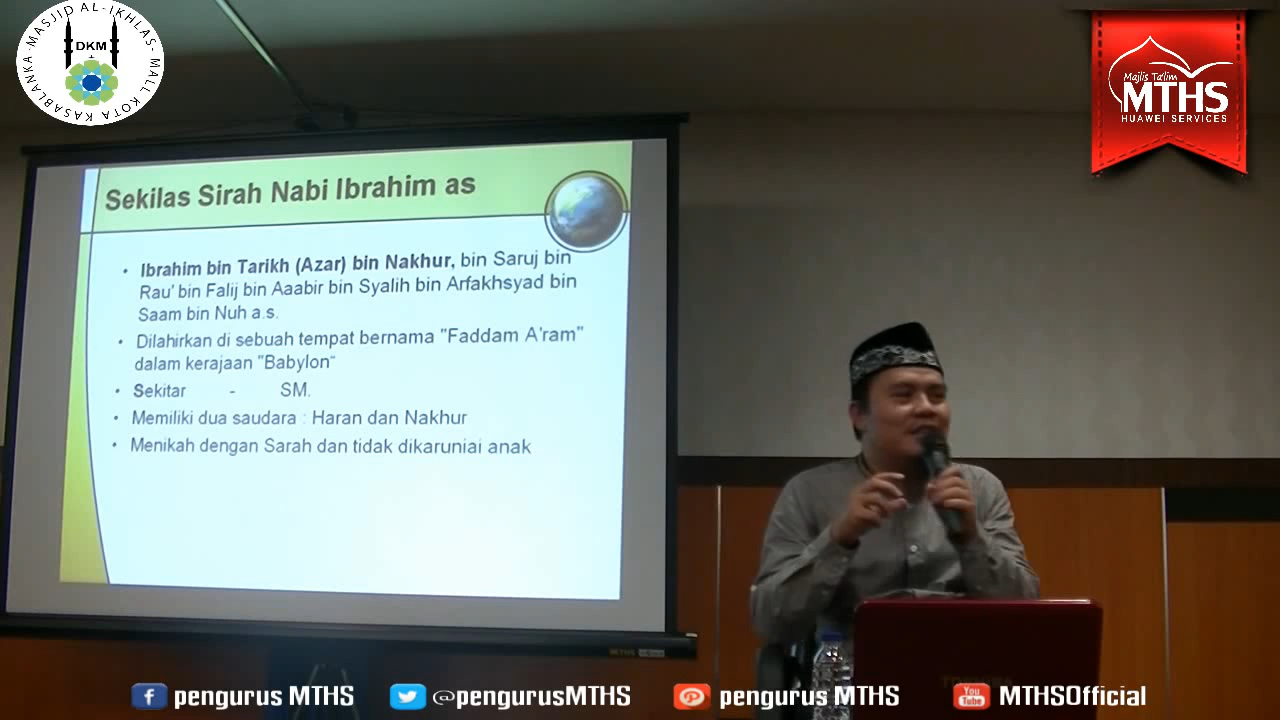 MASJID AL-IKHLAS - MALL KOTA KASABLANKA
DKM
Majlis Ta'lim
MTHS
HUAWEI SERVICES
Sekilas Sirah Nabi Ibrahim as
• Ibrahim bin Tarikh (Azar) bin Nakhur, bin Saruj bin
Rau' bin Falij bin Aaabir bin Syalih bin Arfakhsyad bin
Saam bin Nuh a.s.
• Dilahirkan di sebuah tempat bernama "Faddam A'ram"
dalam kerajaan "Babylon"
• Sekitar - SM.
• Memiliki dua saudara : Haran dan Nakhur
• Menikah dengan Sarah dan tidak dikaruniai anak
pengurus MTHS
@pengurusMTHS
pengurus MTHS
You Tube
MTHSOfficial